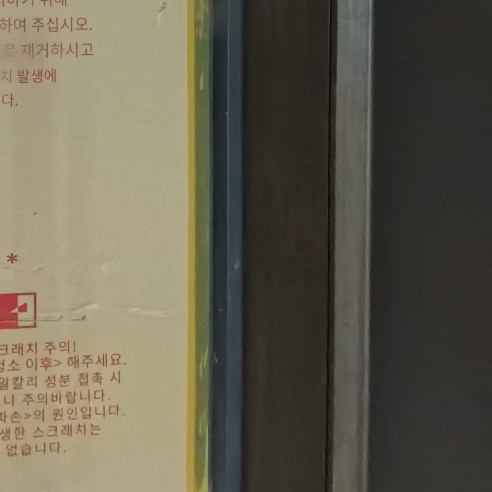 하여 주십시오.
로 제거하시고
치 발생에
다.
*
크래치 주의!
청소 이후> 해주세요.
알칼리 성분 접촉 시
니 주의바랍니다.
파손>의 원인입니다.
생한 스크래치는
없습니다.